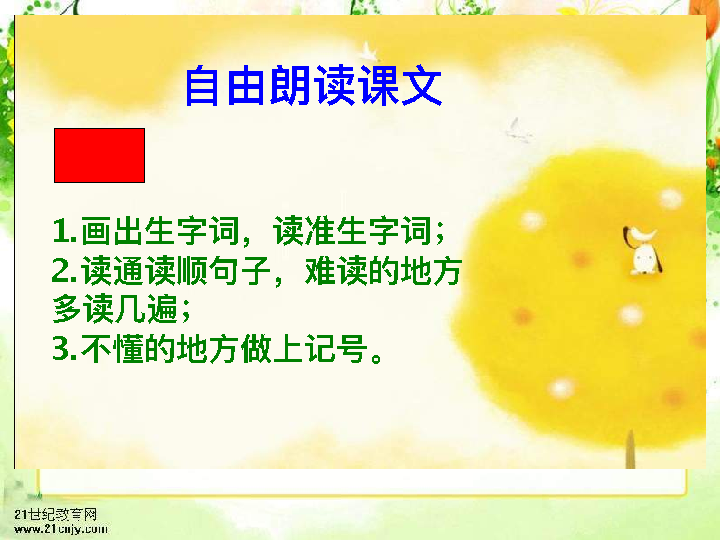 自由朗读课文
1.画出生字词，读准生字词；
2.读通读顺句子，难读的地方
多读几遍；
3.不懂的地方做上记号。
21世纪教育网
www.21cnjy.com